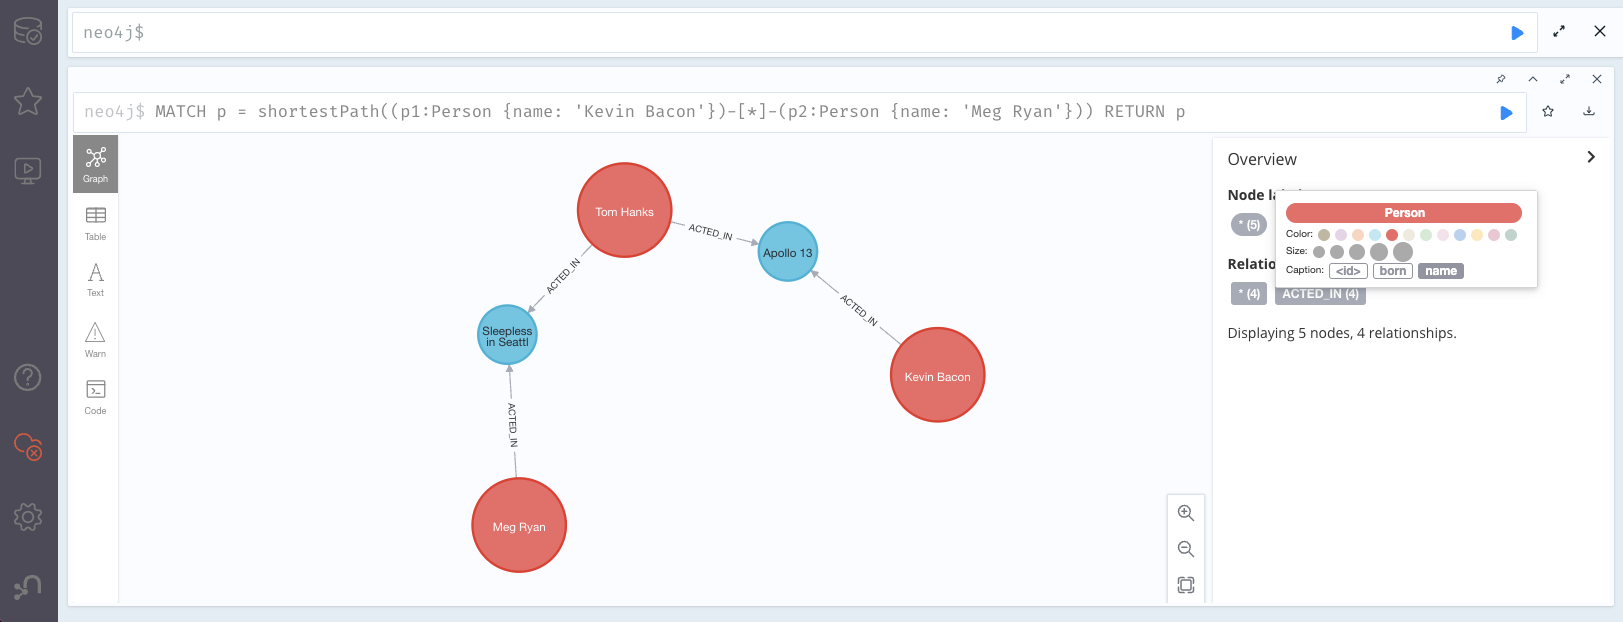 neo4j$
neo4j$ MATCH p = shortestPath((p1:Person {name: 'Kevin Bacon'})-[*]-(p2:Person {name: 'Meg Ryan'})) RETURN p
Graph
Table
Text
Warn
Code
Tom Hanks
ACTED_IN
Apollo 13
ACTED_IN
Sleepless
in Seattl
ACTED_IN
Kevin Bacon
ACTED_IN
Meg Ryan
Overview
Node
* (5)
Person
Color:
Size:
Caption: <id> born name
Relatio
* (4) ACTED_IN (4)
Displaying 5 nodes, 4 relationships.